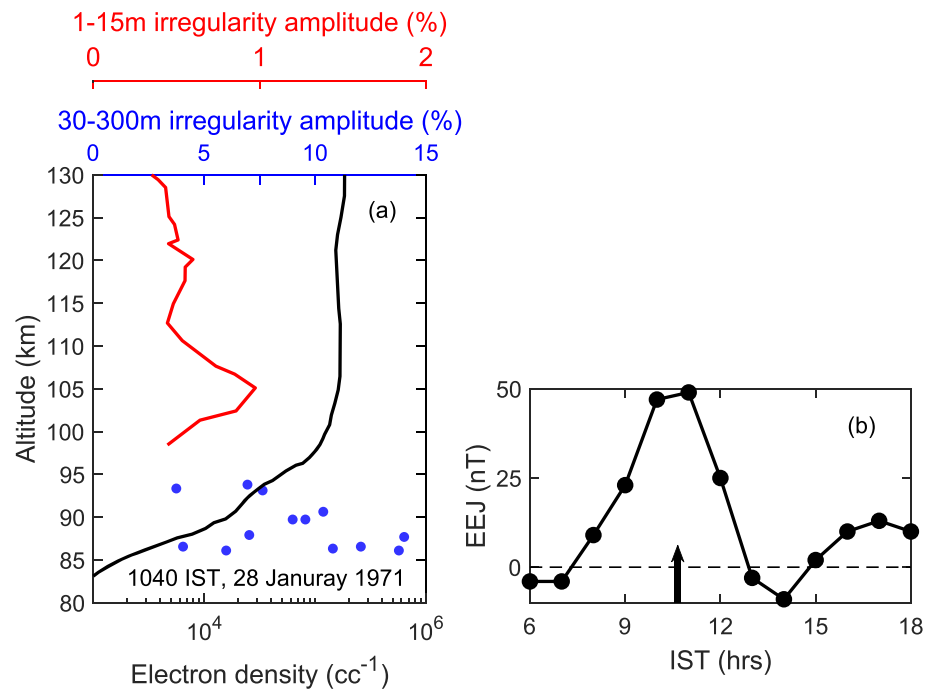 1-15m irregularity amplitude (%)
0 1 2
30-300m irregularity amplitude (%)
0 5 10 15
130
125
120
115
110
105
100
95
90
85
80
Altitude (km)
(a)
1040 IST, 28 Januray 1971
10^4 10^6
Electron density (cc^-1)
50
25
0
EEJ (nT)
(b)
6 9 12 15 18
IST (hrs)